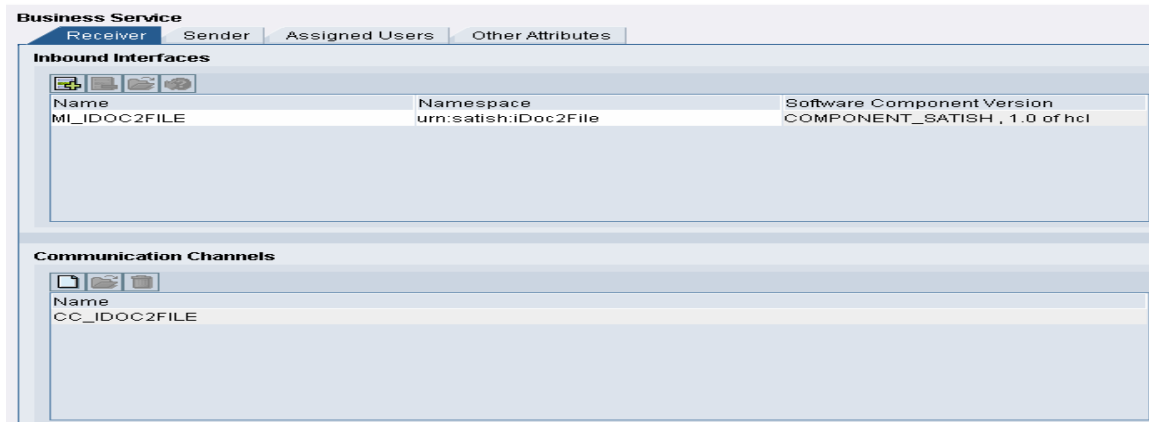 Business Service
Receiver Sender Assigned Users Other Attributes
Inbound Interfaces
Name Namespace Software Component Version
MI_IDOC2FILE urn:satish:iDoc2File COMPONENT_SATISH , 1.0 of hcl
Communication Channels
Name
CC_IDOC2FILE